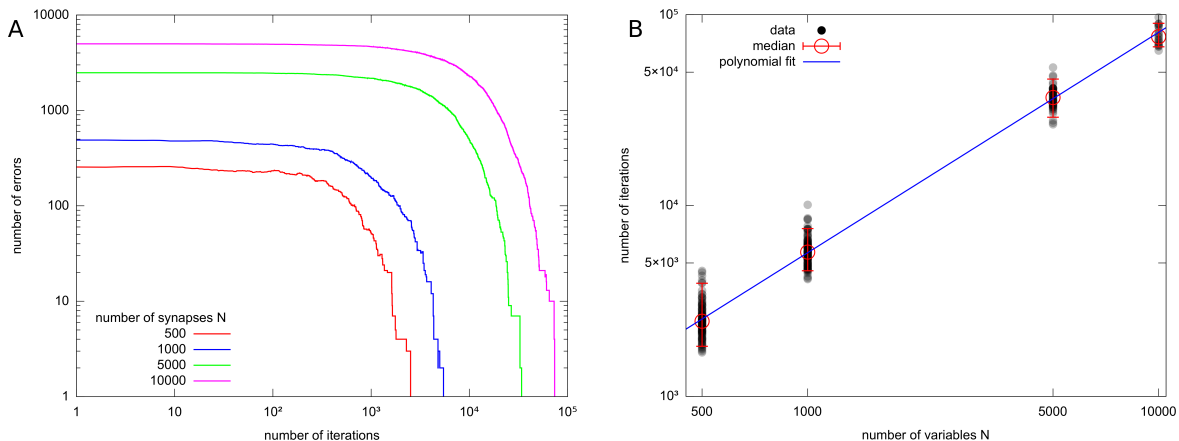 A
number of errors
10000
1000
100
10
1
number of synapses N
500
1000
5000
10000
1
10
10²
10³
10⁴
10⁵
number of iterations
B
number of iterations
10⁵
5×10⁴
10⁴
5×10³
10³
data
median
polynomial fit
500
1000
5000
10000
number of variables N